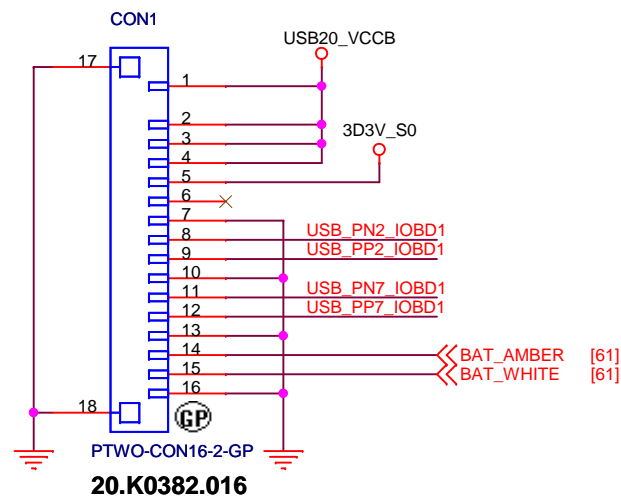 CON1
USB20_VCCB
17
1
3D3V_S0
2
3
4
5
6
7
8 USB_PN2_IOBD1
9 USB_PP2_IOBD1
10
11 USB_PN7_IOBD1
12 USB_PP7_IOBD1
13
14 BAT_AMBER [61]
15 BAT_WHITE [61]
16
18
GP
PTWO-CON16-2-GP
20.K0382.016